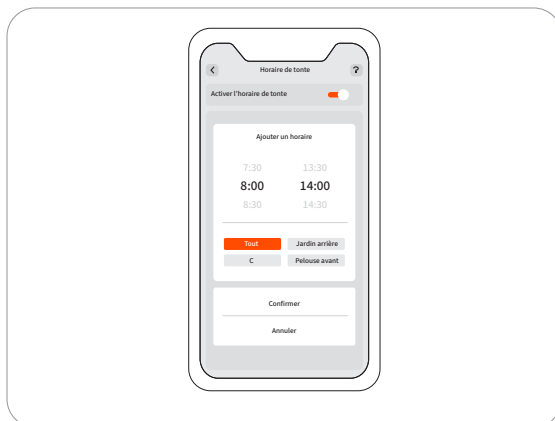 Horaire de tonte ?
Activer l'horaire de tonte
Ajouter un horaire
7:30 13:30
8:00 14:00
8:30 14:30
Tout Jardin arrière
C Pelouse avant
Confirmer
Annuler